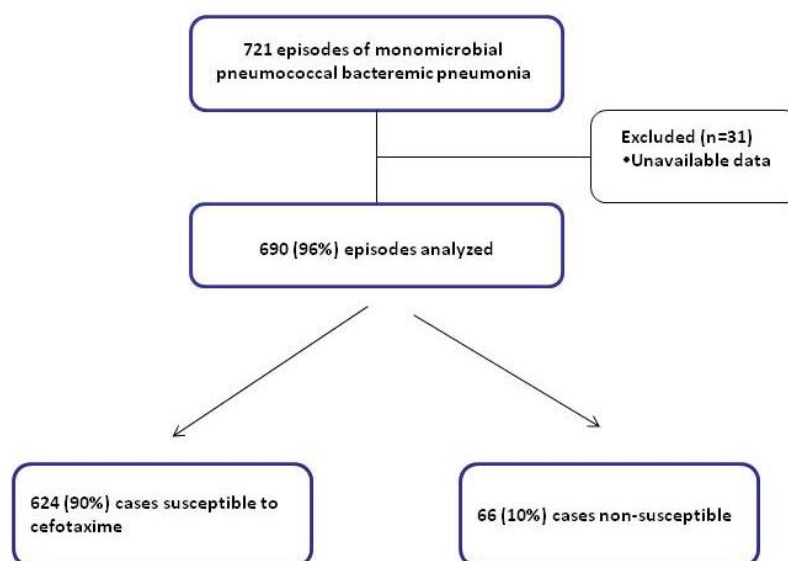 721 episodes of monomicrobial
pneumococcal bacteremic pneumonia
Excluded (n=31)
•Unavailable data
690 (96%) episodes analyzed
624 (90%) cases susceptible to
cefotaxime
66 (10%) cases non-susceptible